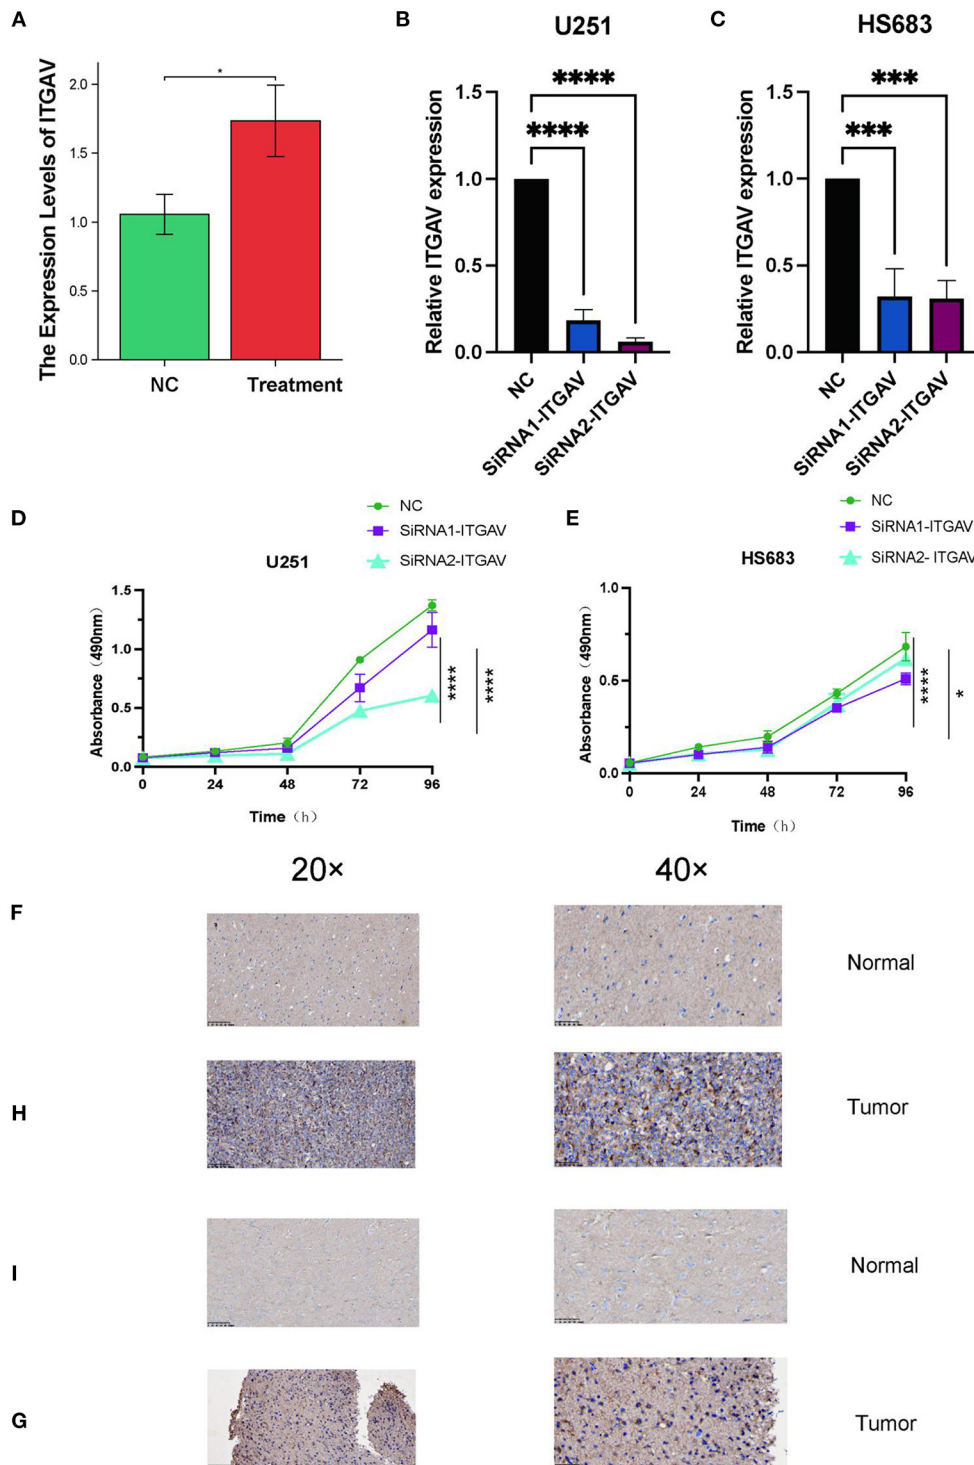 A
The Expression Levels of ITGAV
2.0
1.5
1.0
0.5
0.0
*
NC
Treatment
B
U251
Relative ITGAV expression
1.5
1.0
0.5
0.0
****
****
NC
SiRNA1-ITGAV
SiRNA2-ITGAV
C
HS683
Relative ITGAV expression
1.5
1.0
0.5
0.0
***
***
NC
SiRNA1-ITGAV
SiRNA2-ITGAV
D
NC
SiRNA1-ITGAV
SiRNA2-ITGAV
U251
Absorbance（490nm）
1.5
1.0
0.5
0.0
0 24 48 72 96
Time（h）
****
****
E
NC
SiRNA1-ITGAV
SiRNA2- ITGAV
HS683
Absorbance（490nm）
1.0
0.5
0.0
0 24 48 72 96
Time（h）
****
*
20× 40×
F Normal
H Tumor
I Normal
G Tumor